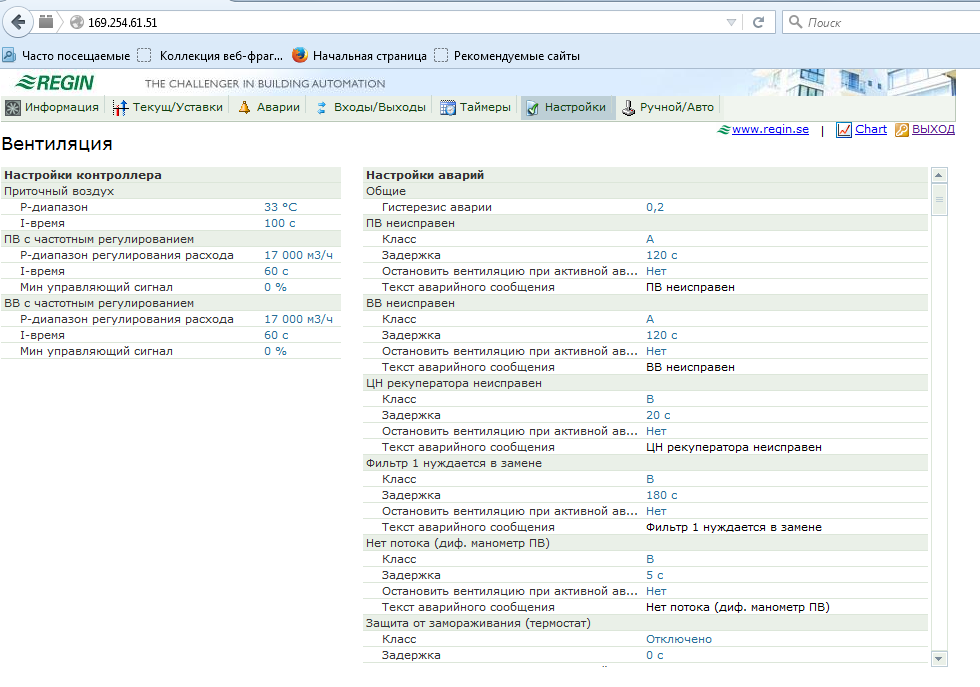 169.254.61.51
Поиск
Часто посещаемые Коллекция веб-фраг... Начальная страница Рекомендуемые сайты
REGIN THE CHALLENGER IN BUILDING AUTOMATION
Информация Текущ/Уставки Аварии Входы/Выходы Таймеры Настройки Ручной/Авто
www.regin.se | Chart ВЫХОД
Вентиляция
Настройки контроллера
Приточный воздух
P-диапазон 33 °C
I-время 100 с
ПВ с частотным регулированием
P-диапазон регулирования расхода 17 000 м3/ч
I-время 60 с
Мин управляющий сигнал 0 %
ВВ с частотным регулированием
P-диапазон регулирования расхода 17 000 м3/ч
I-время 60 с
Мин управляющий сигнал 0 %
Настройки аварий
Общие
Гистерезис аварии 0,2
ПВ неисправен
Класс A
Задержка 120 с
Остановить вентиляцию при активной ав... Нет
Текст аварийного сообщения ПВ неисправен
ВВ неисправен
Класс A
Задержка 120 с
Остановить вентиляцию при активной ав... Нет
Текст аварийного сообщения ВВ неисправен
ЦН рекуператора неисправен
Класс B
Задержка 20 с
Остановить вентиляцию при активной ав... Нет
Текст аварийного сообщения ЦН рекуператора неисправен
Фильтр 1 нуждается в замене
Класс B
Задержка 180 с
Остановить вентиляцию при активной ав... Нет
Текст аварийного сообщения Фильтр 1 нуждается в замене
Нет потока (диф. манометр ПВ)
Класс B
Задержка 5 с
Остановить вентиляцию при активной ав... Нет
Текст аварийного сообщения Нет потока (диф. манометр ПВ)
Защита от замораживания (термостат)
Класс Отключено
Задержка 0 с